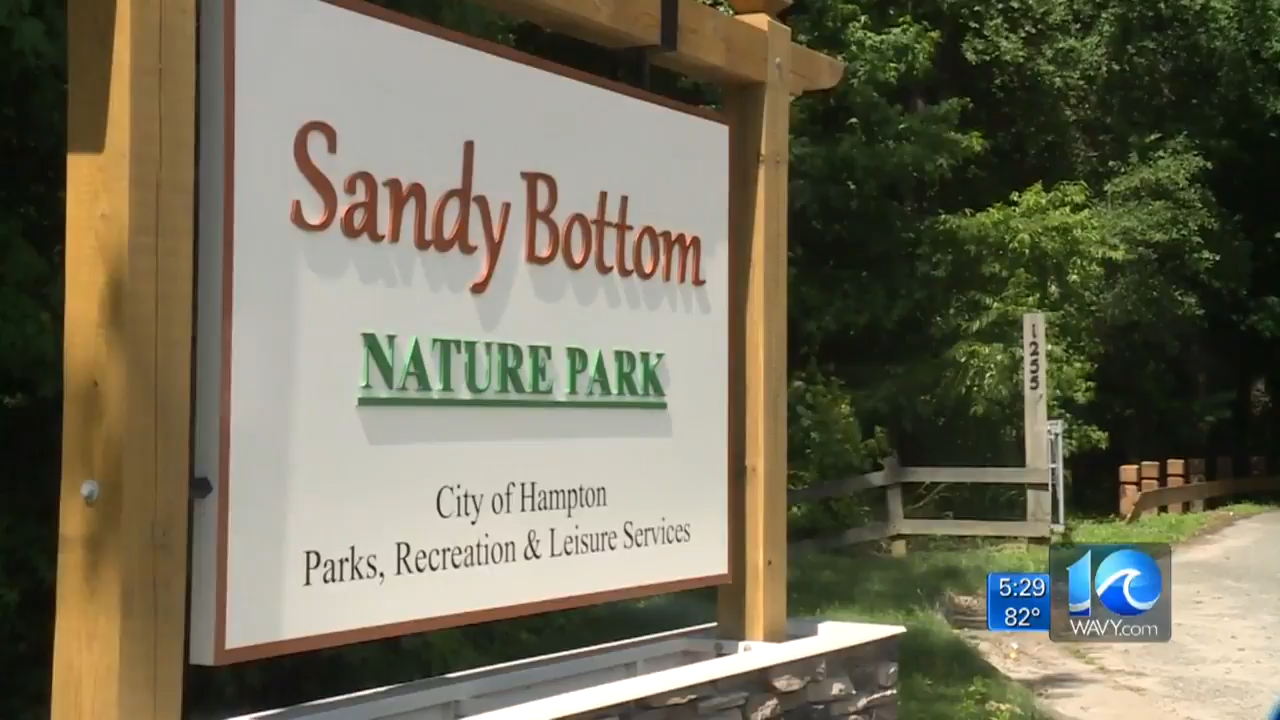 Sandy Bottom
NATURE PARK
City of Hampton
Parks, Recreation & Leisure Services
1255
5:29
82°
10
WAVY.com